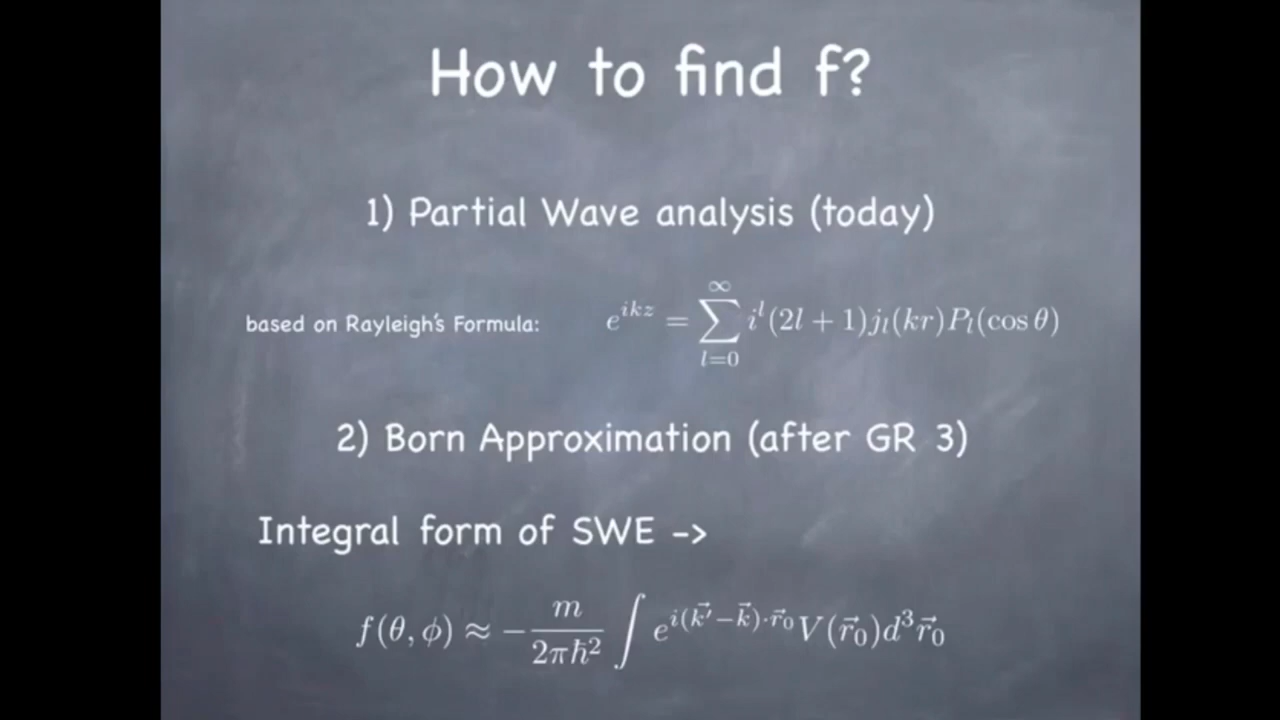 How to find f?
1) Partial Wave analysis (today)
based on Rayleigh's Formula: $e^{ikz} = \sum_{l=0}^{\infty} i^l (2l+1) j_l(kr) P_l(\cos\theta)$
2) Born Approximation (after GR 3)
Integral form of SWE ->
$f(\theta, \phi) \approx -\frac{m}{2\pi\hbar^2} \int e^{i(\vec{k'}-\vec{k})\cdot\vec{r}_0} V(\vec{r}_0) d^3\vec{r}_0$